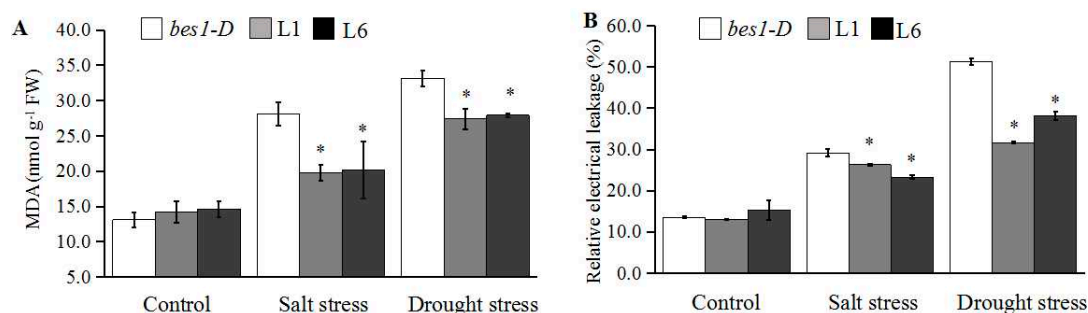 A
bes1-D L1 L6
MDA (nmol g⁻¹ FW)
40.0
35.0
30.0
25.0
20.0
15.0
10.0
5.0
* * * *
Control Salt stress Drought stress
B
bes1-D L1 L6
Relative electrical leakage (%)
60.0
50.0
40.0
30.0
20.0
10.0
0.0
* * * *
Control Salt stress Drought stress